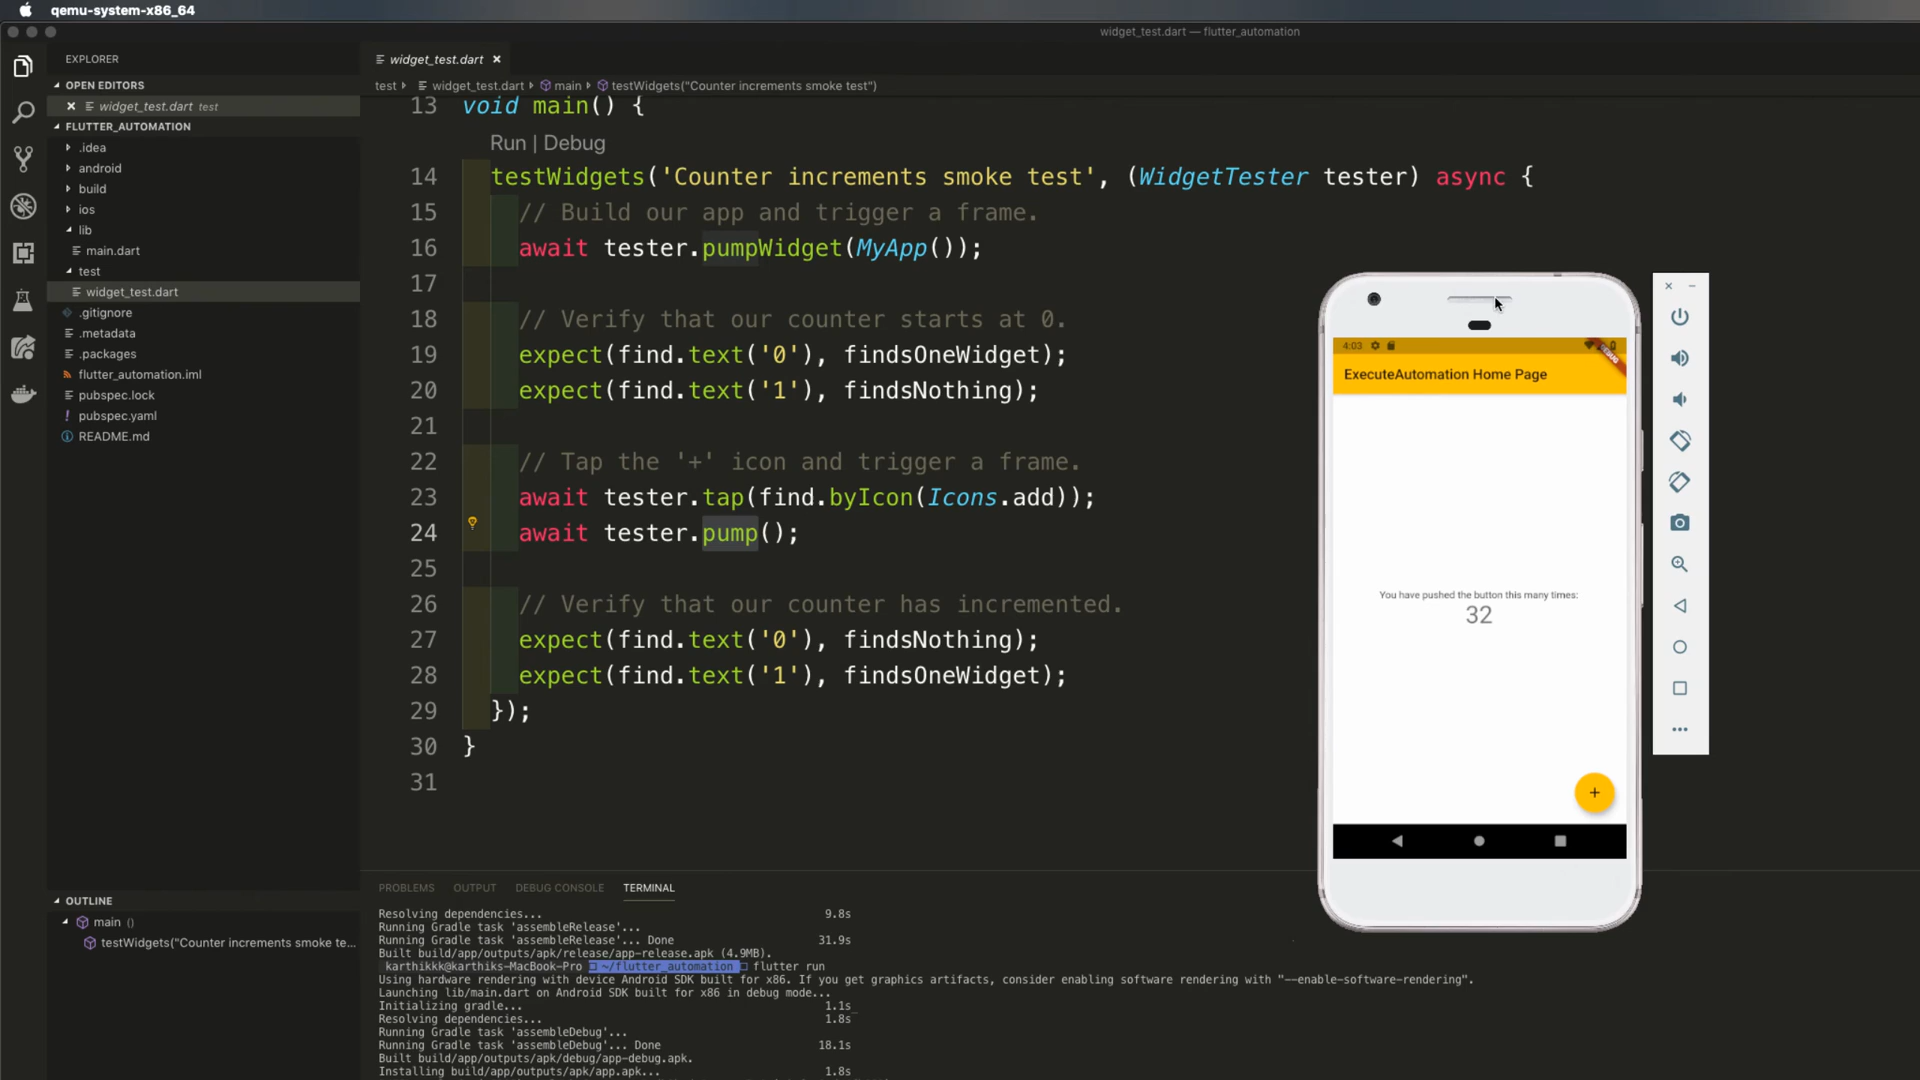 qemu-system-x86_64
widget_test.dart — flutter_automation
EXPLORER
OPEN EDITORS
widget_test.dart test
FLUTTER_AUTOMATION
.idea
android
build
ios
lib
main.dart
test
widget_test.dart
.gitignore
.metadata
.packages
flutter_automation.iml
pubspec.lock
pubspec.yaml
README.md
OUTLINE
main ()
testWidgets("Counter increments smoke te...
widget_test.dart
test widget_test.dart main testWidgets("Counter increments smoke test")
13 void main() {
Run | Debug
14 testWidgets('Counter increments smoke test', (WidgetTester tester) async {
15 // Build our app and trigger a frame.
16 await tester.pumpWidget(MyApp());
17
18 // Verify that our counter starts at 0.
19 expect(find.text('0'), findsOneWidget);
20 expect(find.text('1'), findsNothing);
21
22 // Tap the '+' icon and trigger a frame.
23 await tester.tap(find.byIcon(Icons.add));
24 await tester.pump();
25
26 // Verify that our counter has incremented.
27 expect(find.text('0'), findsNothing);
28 expect(find.text('1'), findsOneWidget);
29 });
30 }
31
4:03
DEBUG
ExecuteAutomation Home Page
You have pushed the button this many times:
32
+
PROBLEMS OUTPUT DEBUG CONSOLE TERMINAL
Resolving dependencies... 9.8s
Running Gradle task 'assembleRelease'...
Running Gradle task 'assembleRelease'... Done 31.9s
Built build/app/outputs/apk/release/app-release.apk (4.9MB).
karthikkk@karthiks-MacBook-Pro ~/flutter_automation flutter run
Using hardware rendering with device Android SDK built for x86. If you get graphics artifacts, consider enabling software rendering with "--enable-software-rendering".
Launching lib/main.dart on Android SDK built for x86 in debug mode...
Initializing gradle... 1.1s
Resolving dependencies... 1.8s
Running Gradle task 'assembleDebug'...
Running Gradle task 'assembleDebug'... Done 18.1s
Built build/app/outputs/apk/debug/app-debug.apk.
Installing build/app/outputs/apk/app.apk... 1.8s